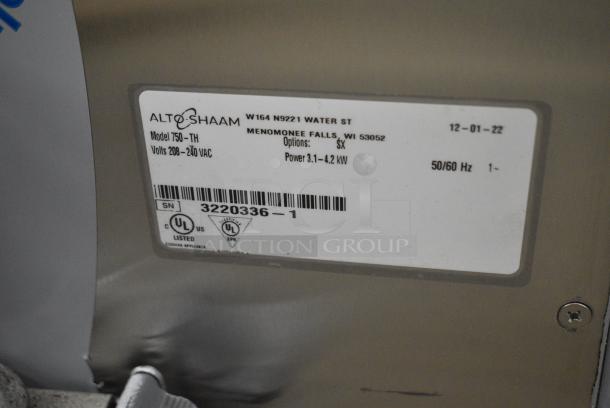 ALTO-SHAAM W164 N9221 WATER ST
MENOMONEE FALLS, WI 53052
12-01-22
Model 750-TH Options: SX
Volts 208-240 VAC Power 3.1-4.2 kW 50/60 Hz 1~
SN 3220336-1
C UL US UL
LISTED EPH
AUCTION GROUP